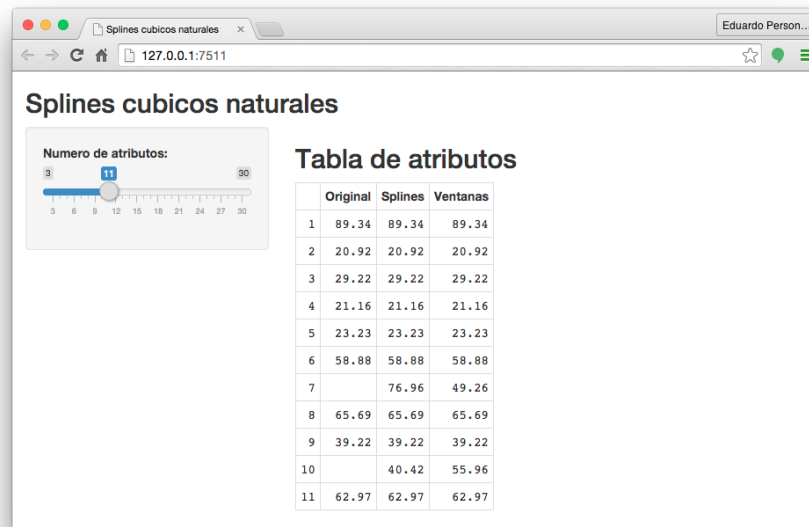 Splines cubicos naturales ×
Eduardo Person...
127.0.0.1:7511
Splines cubicos naturales
Numero de atributos:
3 11 30
3 6 9 12 15 18 21 24 27 30
Tabla de atributos
Original Splines Ventanas
1 89.34 89.34 89.34
2 20.92 20.92 20.92
3 29.22 29.22 29.22
4 21.16 21.16 21.16
5 23.23 23.23 23.23
6 58.88 58.88 58.88
7 76.96 49.26
8 65.69 65.69 65.69
9 39.22 39.22 39.22
10 40.42 55.96
11 62.97 62.97 62.97